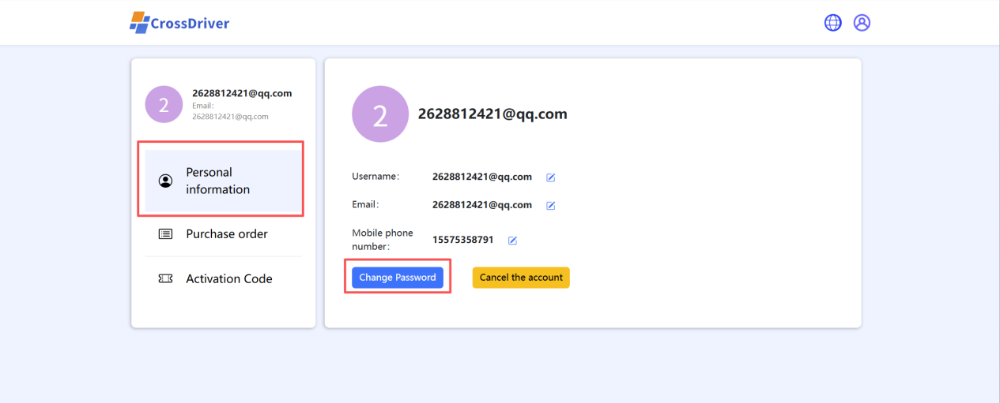 CrossDriver
2
2628812421@qq.com
Email:
2628812421@qq.com
Personal
information
Purchase order
Activation Code
2
2628812421@qq.com
Username:
2628812421@qq.com
Email:
2628812421@qq.com
Mobile phone
number:
15575358791
Change Password
Cancel the account